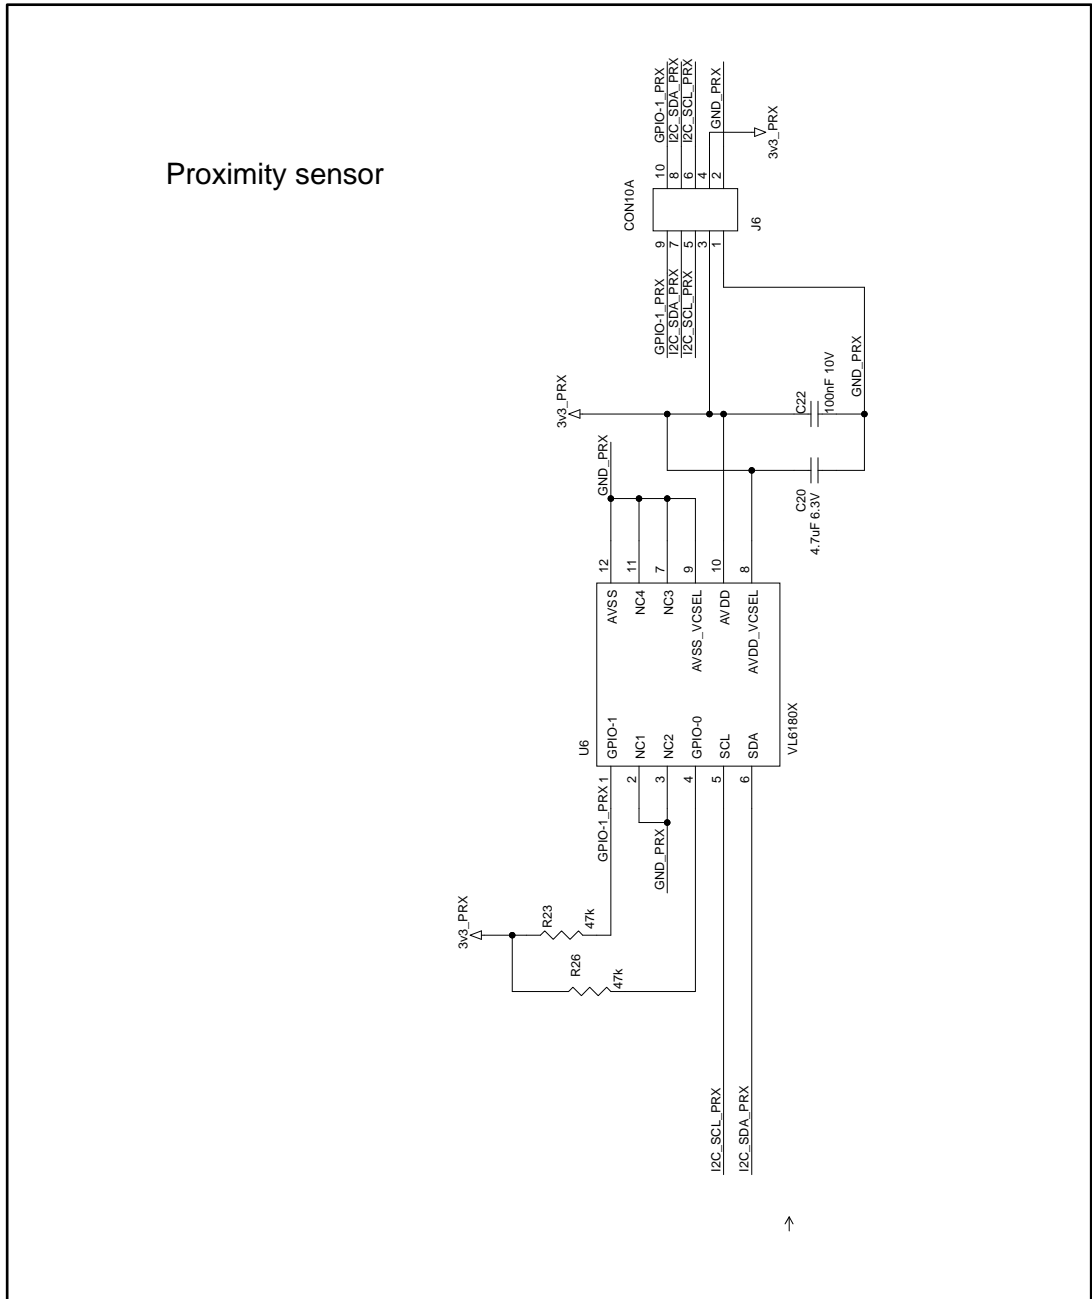 Proximity sensor
GPIO-1_PRX
I2C_SDA_PRX
I2C_SCL_PRX
GND_PRX
3v3_PRX
10
8
6
4
2
CON10A
J6
9
7
5
3
1
GPIO-1_PRX
I2C_SDA_PRX
I2C_SCL_PRX
GND_PRX
3v3_PRX
C22
100nF 10V
GND_PRX
C20
4.7uF 6.3V
12
11
7
9
10
8
AVSS
NC4
NC3
AVSS_VCSEL
AVDD
AVDD_VCSEL
U6
GPIO-1
NC1
NC2
GPIO-0
SCL
SDA
VL6180X
GPIO-1_PRX
1
2
3
4
5
6
GND_PRX
3v3_PRX
R23
47k
R26
47k
I2C_SCL_PRX
I2C_SDA_PRX